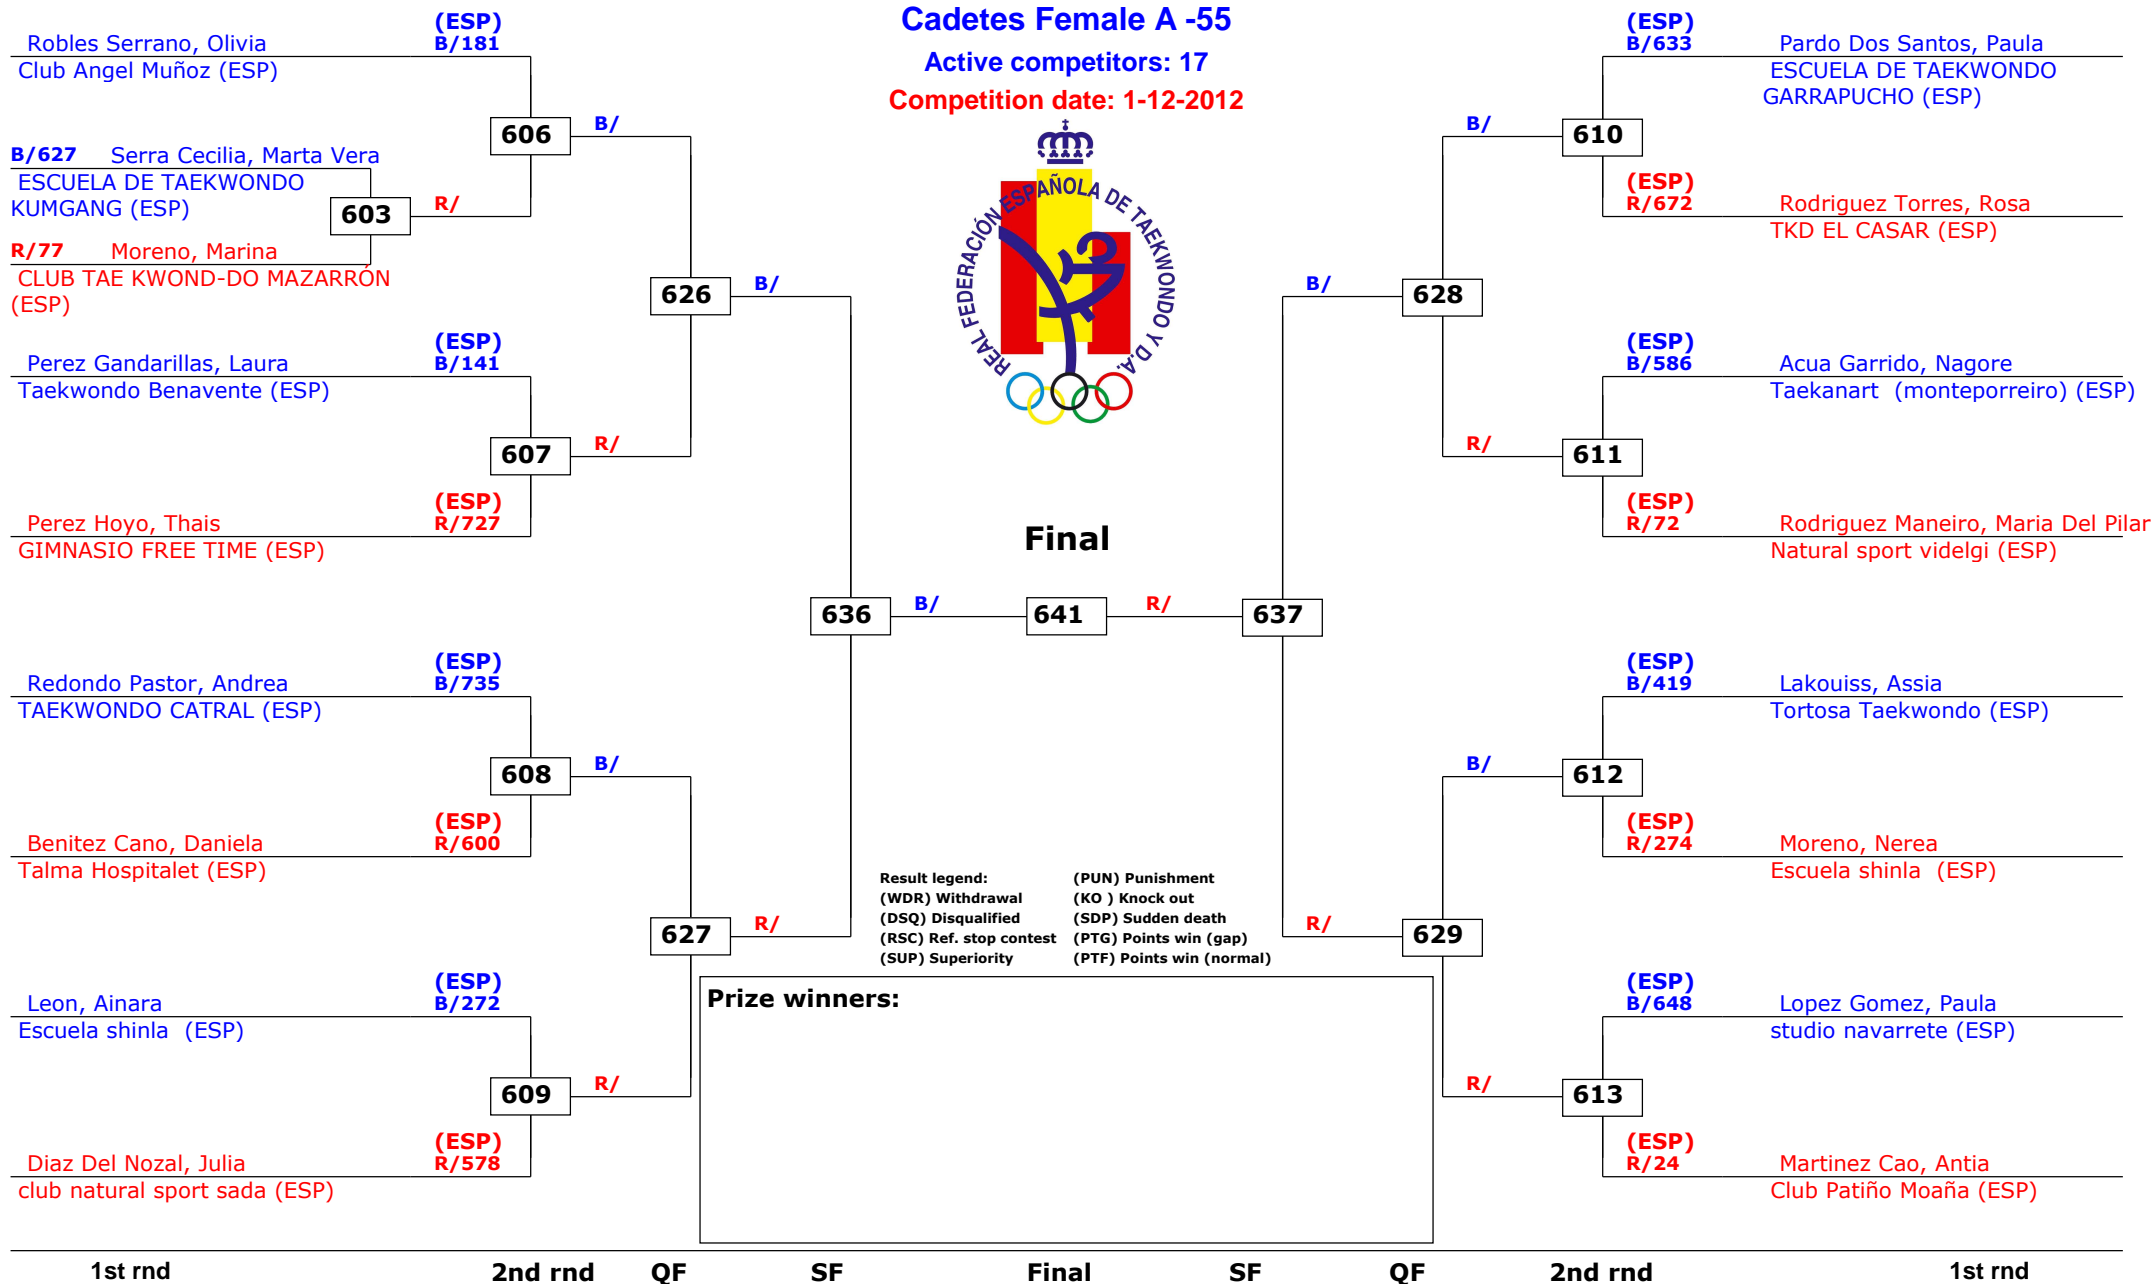 Cadetes Female A -55
Active competitors: 17
Competition date: 1-12-2012
REAL FEDERACIÓN ESPAÑOLA DE TAEKWONDO Y D.A.
(ESP)
Robles Serrano, Olivia B/181
Club Angel Muñoz (ESP)
606
B/
B/627 Serra Cecilia, Marta Vera
ESCUELA DE TAEKWONDO
KUMGANG (ESP)
603
R/
R/77 Moreno, Marina
CLUB TAE KWOND-DO MAZARRÓN
(ESP)
626
B/
(ESP)
Perez Gandarillas, Laura B/141
Taekwondo Benavente (ESP)
607
R/
(ESP)
Perez Hoyo, Thais R/727
GIMNASIO FREE TIME (ESP)
636
B/
(ESP)
Redondo Pastor, Andrea B/735
TAEKWONDO CATRAL (ESP)
608
B/
(ESP)
Benitez Cano, Daniela R/600
Talma Hospitalet (ESP)
627
R/
(ESP)
Leon, Ainara B/272
Escuela shinla (ESP)
609
R/
(ESP)
Diaz Del Nozal, Julia R/578
club natural sport sada (ESP)
Final
641
R/
637
(ESP)
B/633 Pardo Dos Santos, Paula
ESCUELA DE TAEKWONDO
GARRAPUCHO (ESP)
B/
610
(ESP)
R/672 Rodriguez Torres, Rosa
TKD EL CASAR (ESP)
B/
628
(ESP)
B/586 Acua Garrido, Nagore
Taekanart (monteporreiro) (ESP)
R/
611
(ESP)
R/72 Rodriguez Maneiro, Maria Del Pilar
Natural sport videlgi (ESP)
(ESP)
B/419 Lakouiss, Assia
Tortosa Taekwondo (ESP)
B/
612
(ESP)
R/274 Moreno, Nerea
Escuela shinla (ESP)
R/
629
(ESP)
B/648 Lopez Gomez, Paula
studio navarrete (ESP)
R/
613
(ESP)
R/24 Martinez Cao, Antia
Club Patiño Moaña (ESP)
Result legend: (PUN) Punishment
(WDR) Withdrawal (KO ) Knock out
(DSQ) Disqualified (SDP) Sudden death
(RSC) Ref. stop contest (PTG) Points win (gap)
(SUP) Superiority (PTF) Points win (normal)
Prize winners:
1st rnd 2nd rnd QF SF Final SF QF 2nd rnd 1st rnd